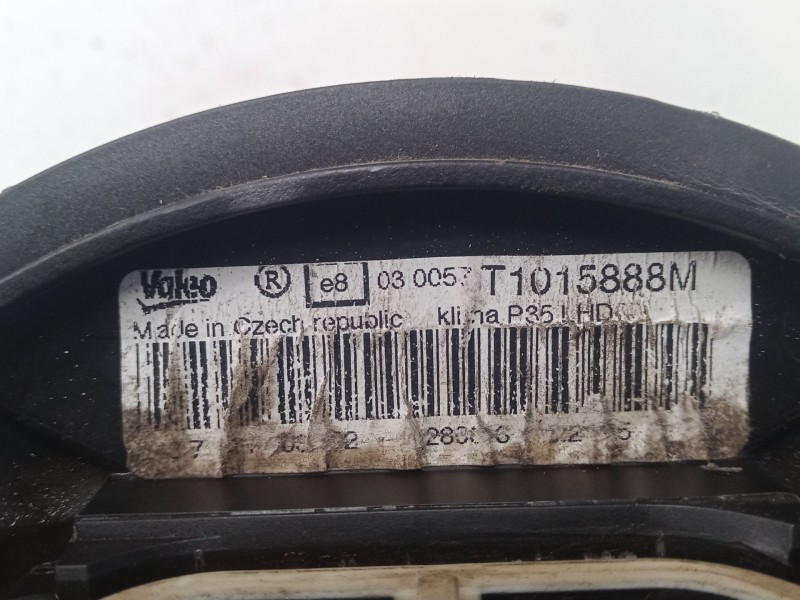 Valeo ® e8 03 0057 T1015888M
Made in Czech republic klima P35 LHD